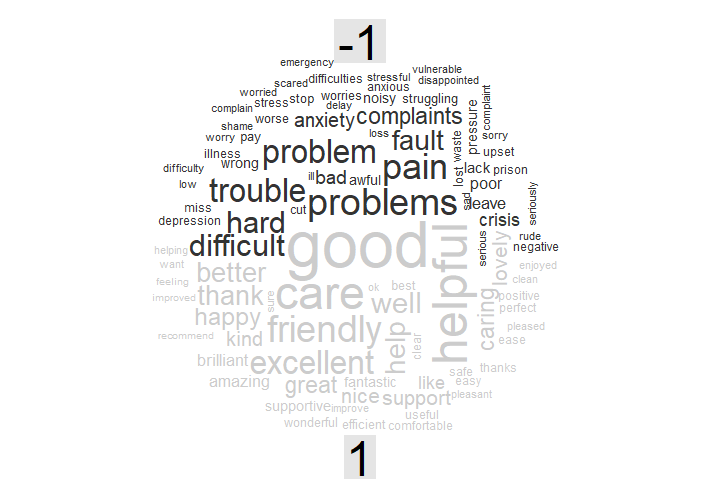 -1
emergency
vulnerable
scared difficulties stressful disappointed
worried anxious
stress stop worries noisy struggling complaint
complain delay
worse anxiety complaints pressure
shame loss sorry
worry pay problem fault waste
illness upset
wrong pain
difficulty ill bad awful lost lack prison
low trouble poor
cut problems sad leave seriously
miss
depression hard crisis
difficult serious rude
negative
good helpful
helping lovely
want better enjoyed
feeling care ok best clean
improved sure thank well caring positive
happy perfect
friendly pleased
recommend kind help clear ease
brilliant excellent
safe thanks
amazing great fantastic like easy
nice support pleasant
supportive improve
useful
wonderful efficient comfortable
1